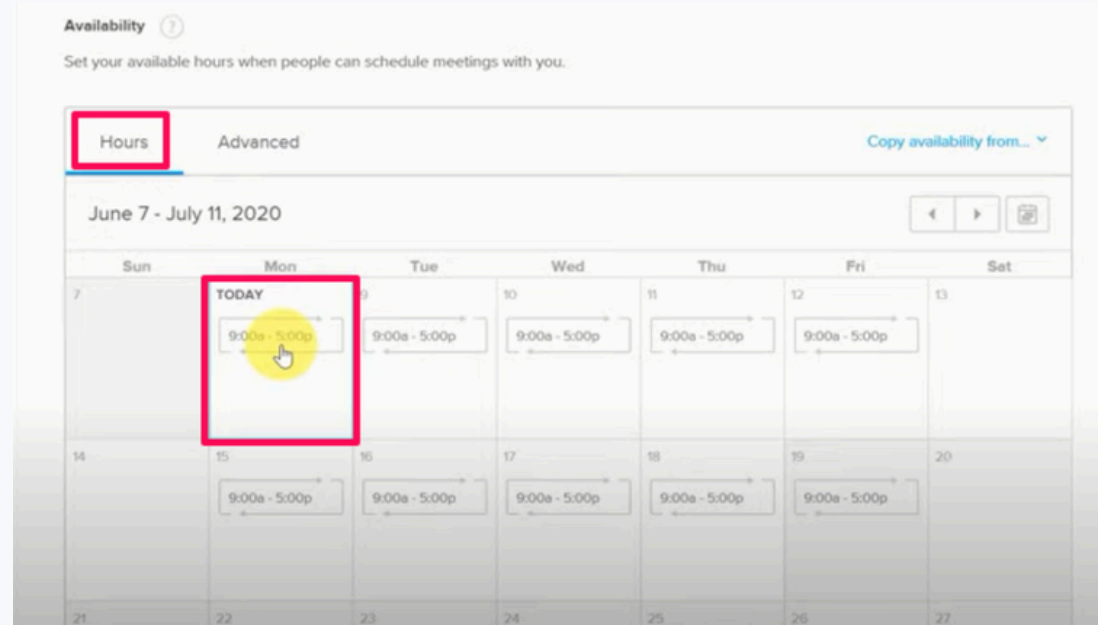 Availability ?
Set your available hours when people can schedule meetings with you.
Hours Advanced Copy availability from...
June 7 - July 11, 2020
Sun Mon Tue Wed Thu Fri Sat
7 TODAY 9 10 11 12 13
9:00a - 5:00p 9:00a - 5:00p 9:00a - 5:00p 9:00a - 5:00p 9:00a - 5:00p
14 15 16 17 18 19 20
9:00a - 5:00p 9:00a - 5:00p 9:00a - 5:00p 9:00a - 5:00p 9:00a - 5:00p
21 22 23 24 25 26 27